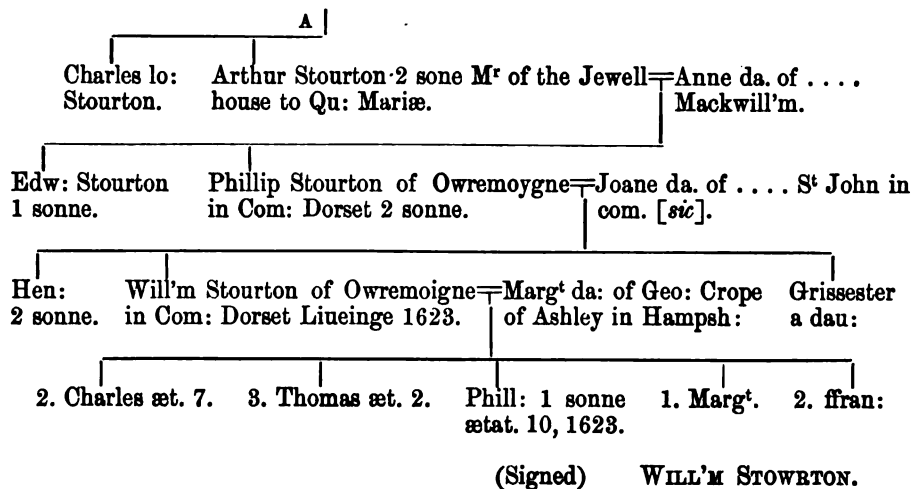 A
Charles lo: Arthur Stourton 2 sone Mʳ of the Jewell=Anne da. of . . . .
Stourton. house to Qu: Mariæ. Mackwill'm.
Edw: Stourton Phillip Stourton of Owremoygne=Joane da. of . . . . Sᵗ John in
1 sonne. in Com: Dorset 2 sonne. com. [sic].
Hen: Will'm Stourton of Owremoigne=Margᵗ da: of Geo: Crope Grissester
2 sonne. in Com: Dorset Liueinge 1623. of Ashley in Hampsh: a dau:
2. Charles æt. 7. 3. Thomas æt. 2. Phill: 1 sonne 1. Margᵗ. 2. ffran:
ætat. 10, 1623.
(Signed) WILL'M STOWRTON.